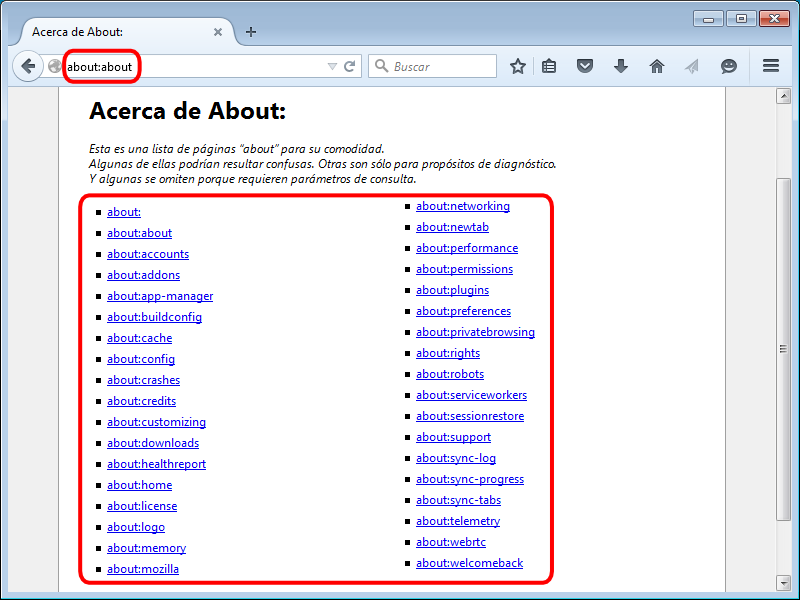 Acerca de About:
about:about
Buscar
Acerca de About:
Esta es una lista de páginas "about" para su comodidad.
Algunas de ellas podrían resultar confusas. Otras son sólo para propósitos de diagnóstico.
Y algunas se omiten porque requieren parámetros de consulta.
about:
about:about
about:accounts
about:addons
about:app-manager
about:buildconfig
about:cache
about:config
about:crashes
about:credits
about:customizing
about:downloads
about:healthreport
about:home
about:license
about:logo
about:memory
about:mozilla
about:networking
about:newtab
about:performance
about:permissions
about:plugins
about:preferences
about:privatebrowsing
about:rights
about:robots
about:serviceworkers
about:sessionrestore
about:support
about:sync-log
about:sync-progress
about:sync-tabs
about:telemetry
about:webrtc
about:welcomeback